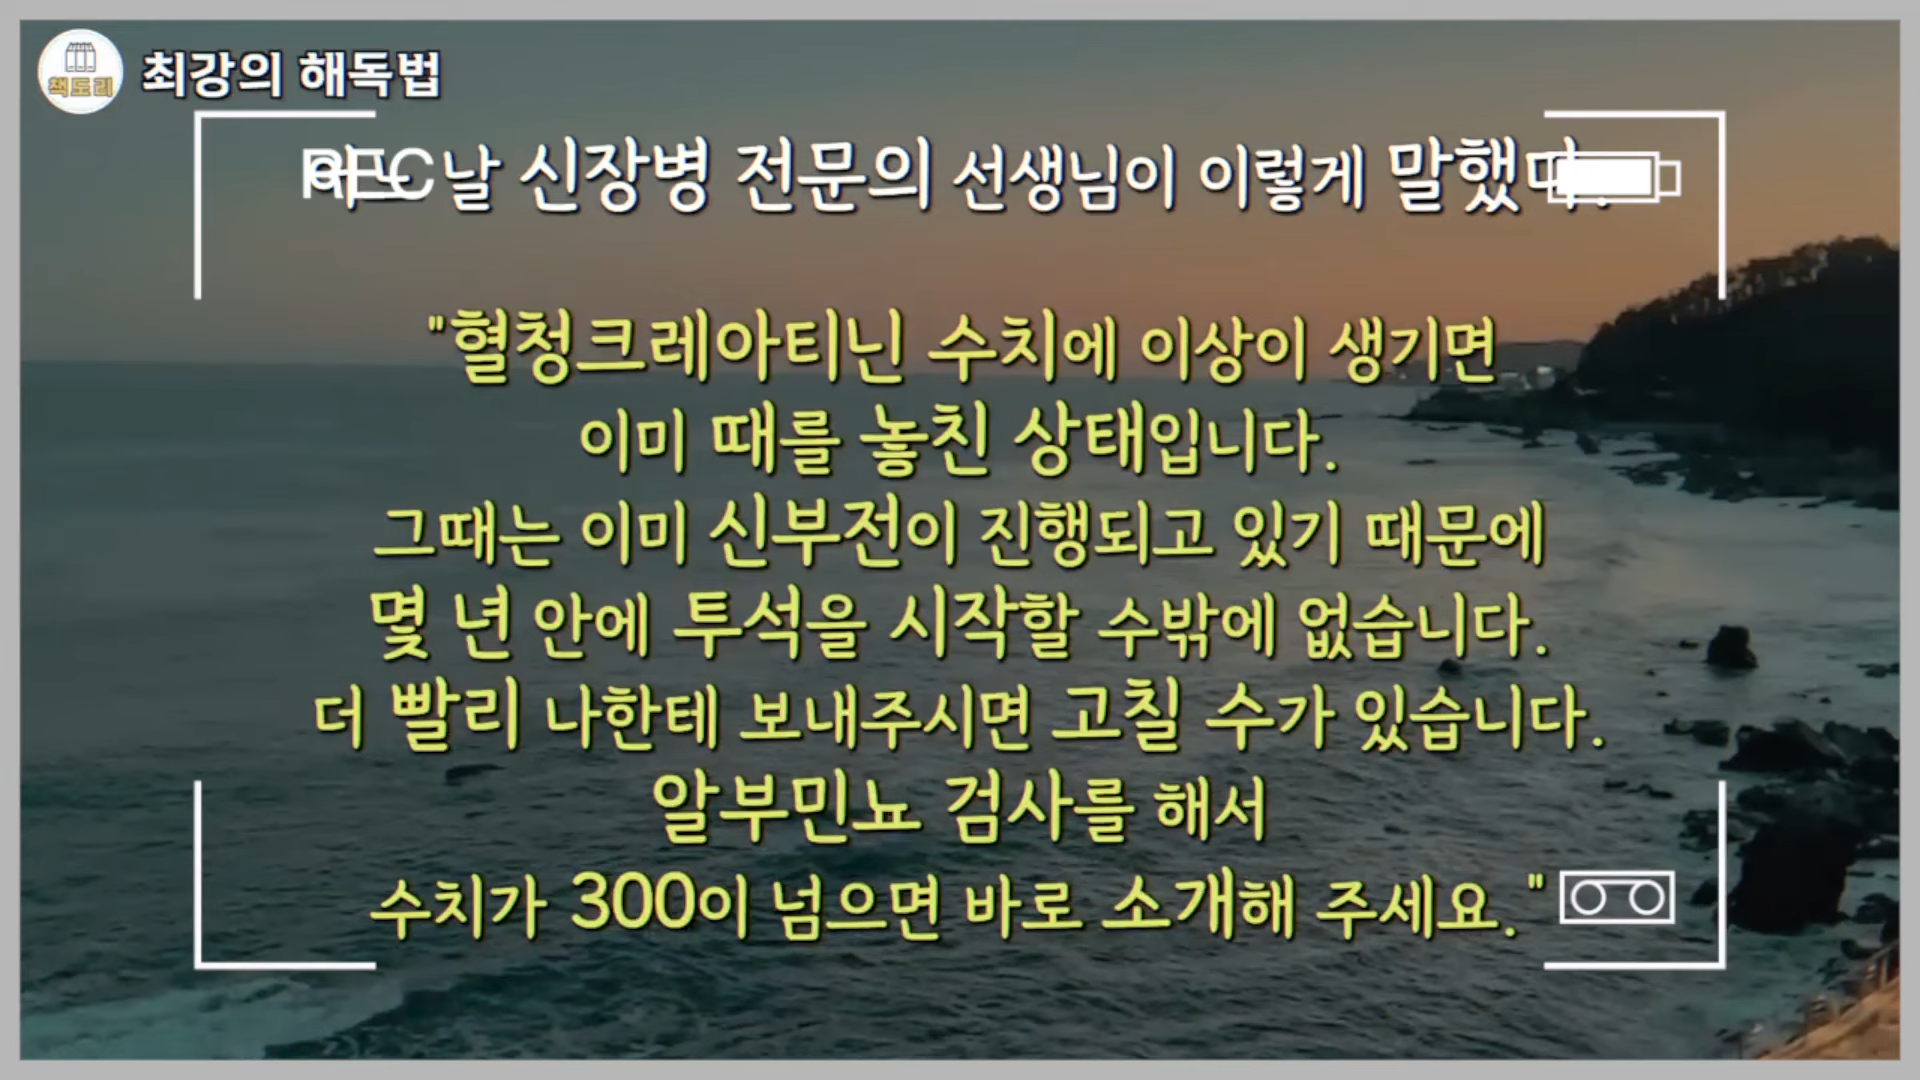 책도리
최강의 해독법
REC
날 신장병 전문의 선생님이 이렇게 말했다.
"혈청크레아티닌 수치에 이상이 생기면
이미 때를 놓친 상태입니다.
그때는 이미 신부전이 진행되고 있기 때문에
몇 년 안에 투석을 시작할 수밖에 없습니다.
더 빨리 나한테 보내주시면 고칠 수가 있습니다.
알부민뇨 검사를 해서
수치가 300이 넘으면 바로 소개해 주세요."